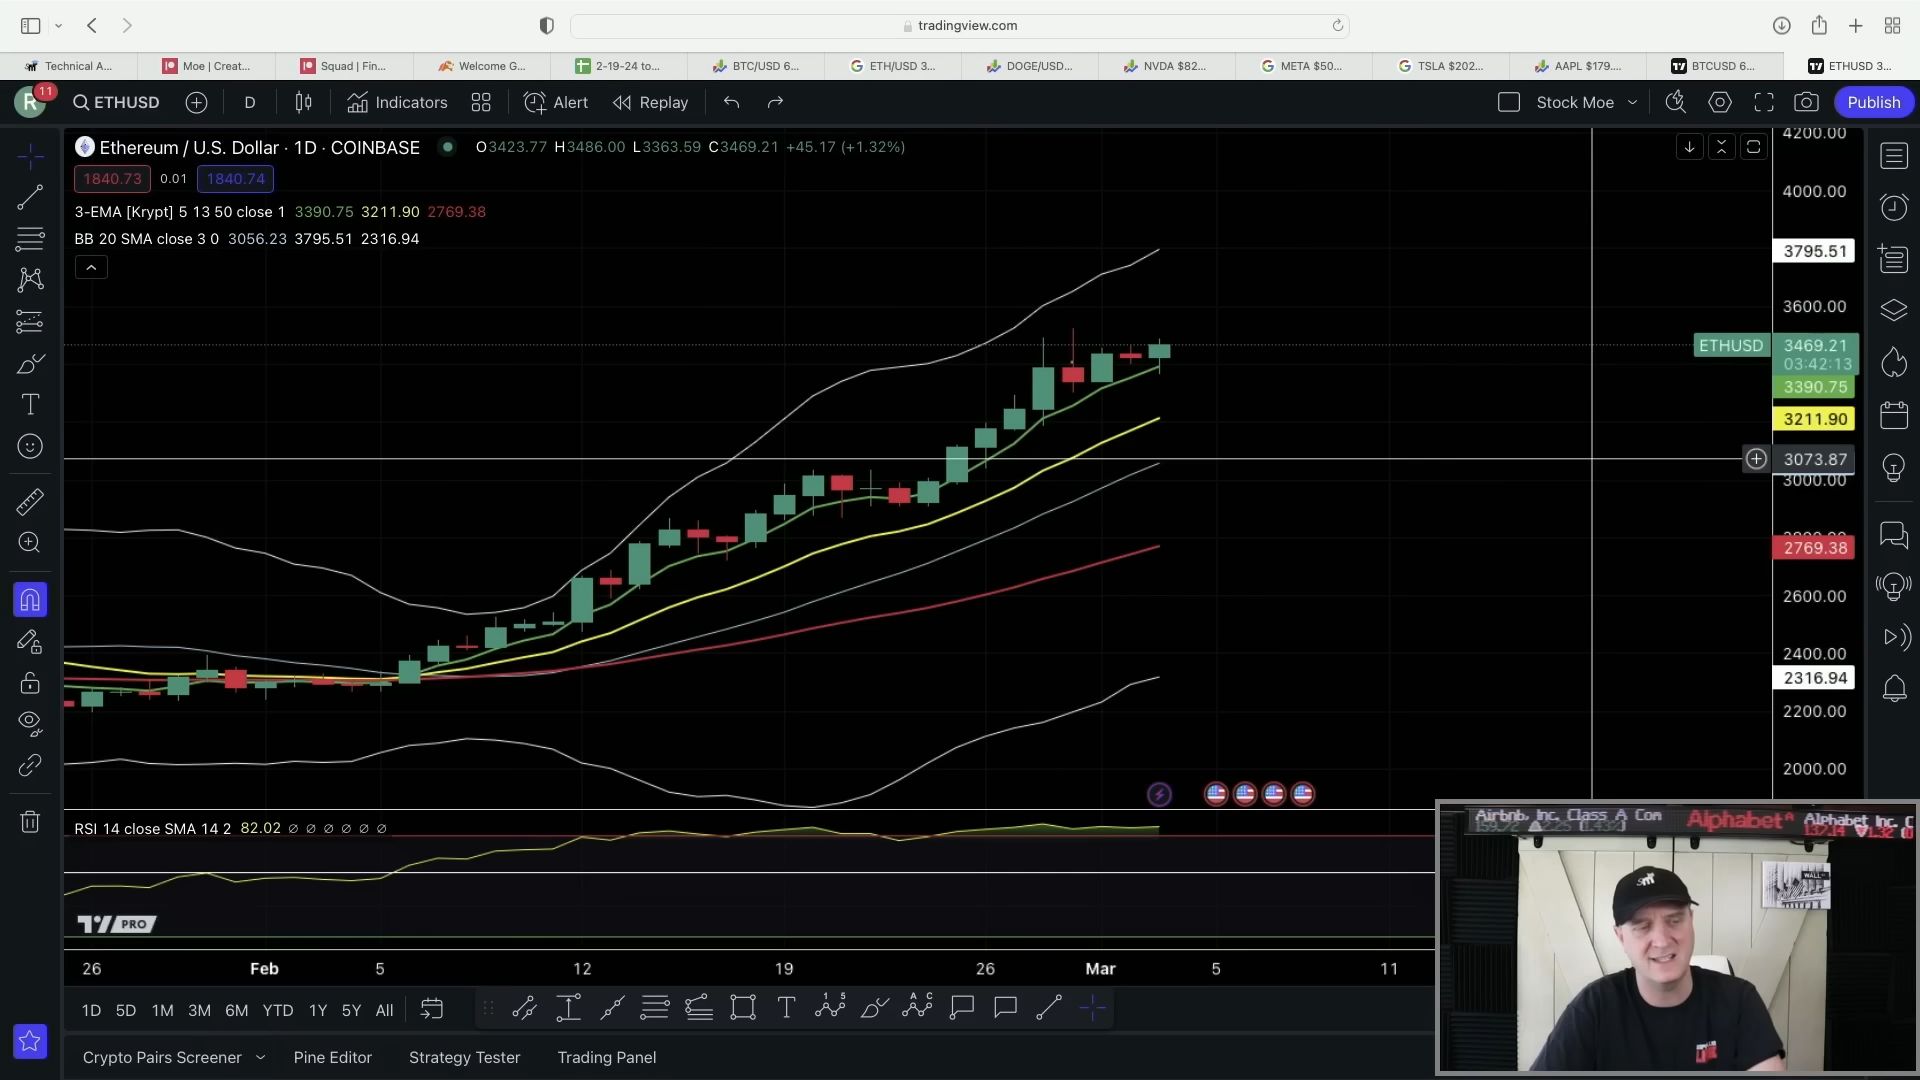 tradingview.com
Technical A...
Moe | Creat...
Squad | Fin...
Welcome G...
2-19-24 to...
BTC/USD 6...
ETH/USD 3...
DOGE/USD...
NVDA $82...
META $50...
TSLA $202...
AAPL $179....
BTCUSD 6...
ETHUSD 3...
R 11 ETHUSD D Indicators Alert Replay Stock Moe Publish
Ethereum / U.S. Dollar · 1D · COINBASE O3423.77 H3486.00 L3363.59 C3469.21 +45.17 (+1.32%)
1840.73 0.01 1840.74
3-EMA [Krypt] 5 13 50 close 1 3390.75 3211.90 2769.38
BB 20 SMA close 3 0 3056.23 3795.51 2316.94
4200.00
4000.00
3795.51
3600.00
ETHUSD 3469.21
03:42:13
3390.75
3211.90
3073.87
3000.00
2769.38
2600.00
2400.00
2316.94
2200.00
2000.00
RSI 14 close SMA 14 2 82.02 ∅ ∅ ∅ ∅ ∅ ∅
PRO
26 Feb 5 12 19 26 Mar 5 11
1D 5D 1M 3M 6M YTD 1Y 5Y All
Crypto Pairs Screener Pine Editor Strategy Tester Trading Panel
Airbnb, Inc. Class A Con
Alphabet
Alphabet Inc. C
WALL